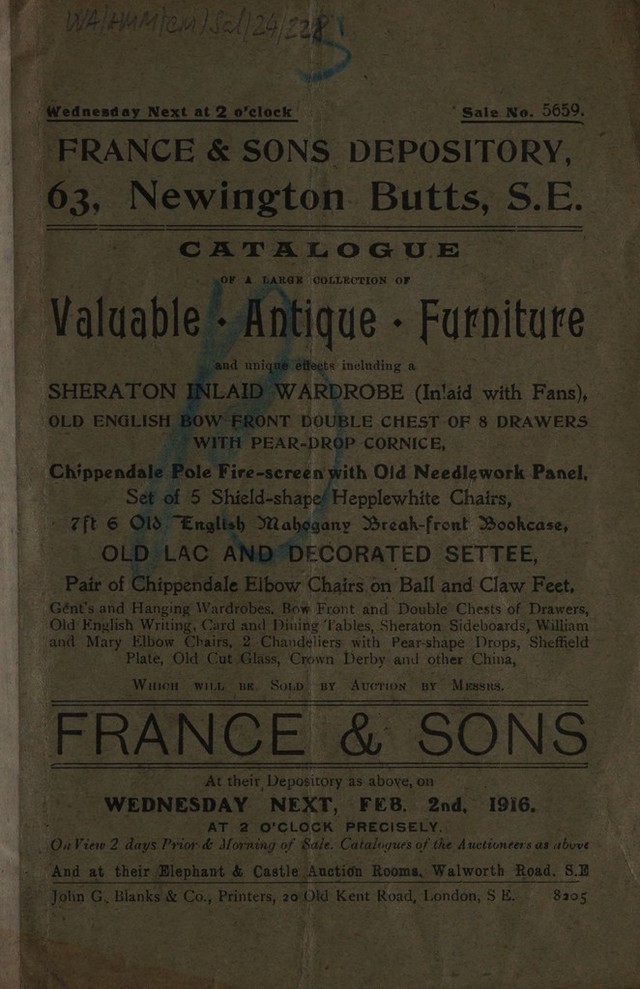 WA/HMM/CM/Sal/24/228
Wednesday Next at 2 o'clock Sale No. 5659.
FRANCE & SONS DEPOSITORY,
63, Newington Butts, S.E.
CATALOGUE
OF A LARGE COLLECTION OF
Valuable · Antique · Furniture
and unique effects including a
SHERATON INLAID WARDROBE (In!aid with Fans),
OLD ENGLISH BOW FRONT DOUBLE CHEST OF 8 DRAWERS
WITH PEAR-DROP CORNICE,
Chippendale Pole Fire-screen with Old Needlework Panel,
Set of 5 Shield-shape Hepplewhite Chairs,
7ft 6 Old English Mahogany Break-front Bookcase,
OLD LAC AND DECORATED SETTEE,
Pair of Chippendale Elbow Chairs on Ball and Claw Feet,
Gent's and Hanging Wardrobes, Bow Front and Double Chests of Drawers,
Old English Writing, Card and Dining Tables, Sheraton Sideboards, William
and Mary Elbow Chairs, 2 Chandeliers with Pear-shape Drops, Sheffield
Plate, Old Cut Glass, Crown Derby and other China,
WHICH WILL BE SOLD BY AUCTION BY MESSRS.
FRANCE & SONS
At their Depository as above, on
WEDNESDAY NEXT, FEB. 2nd, 1916.
AT 2 O'CLOCK PRECISELY.
On View 2 days Prior & Morning of Sale. Catalogues of the Auctioneers as above
And at their Elephant & Castle Auction Rooms, Walworth Road, S.E
John G. Blanks & Co., Printers, 20 Old Kent Road, London, S E. 8205